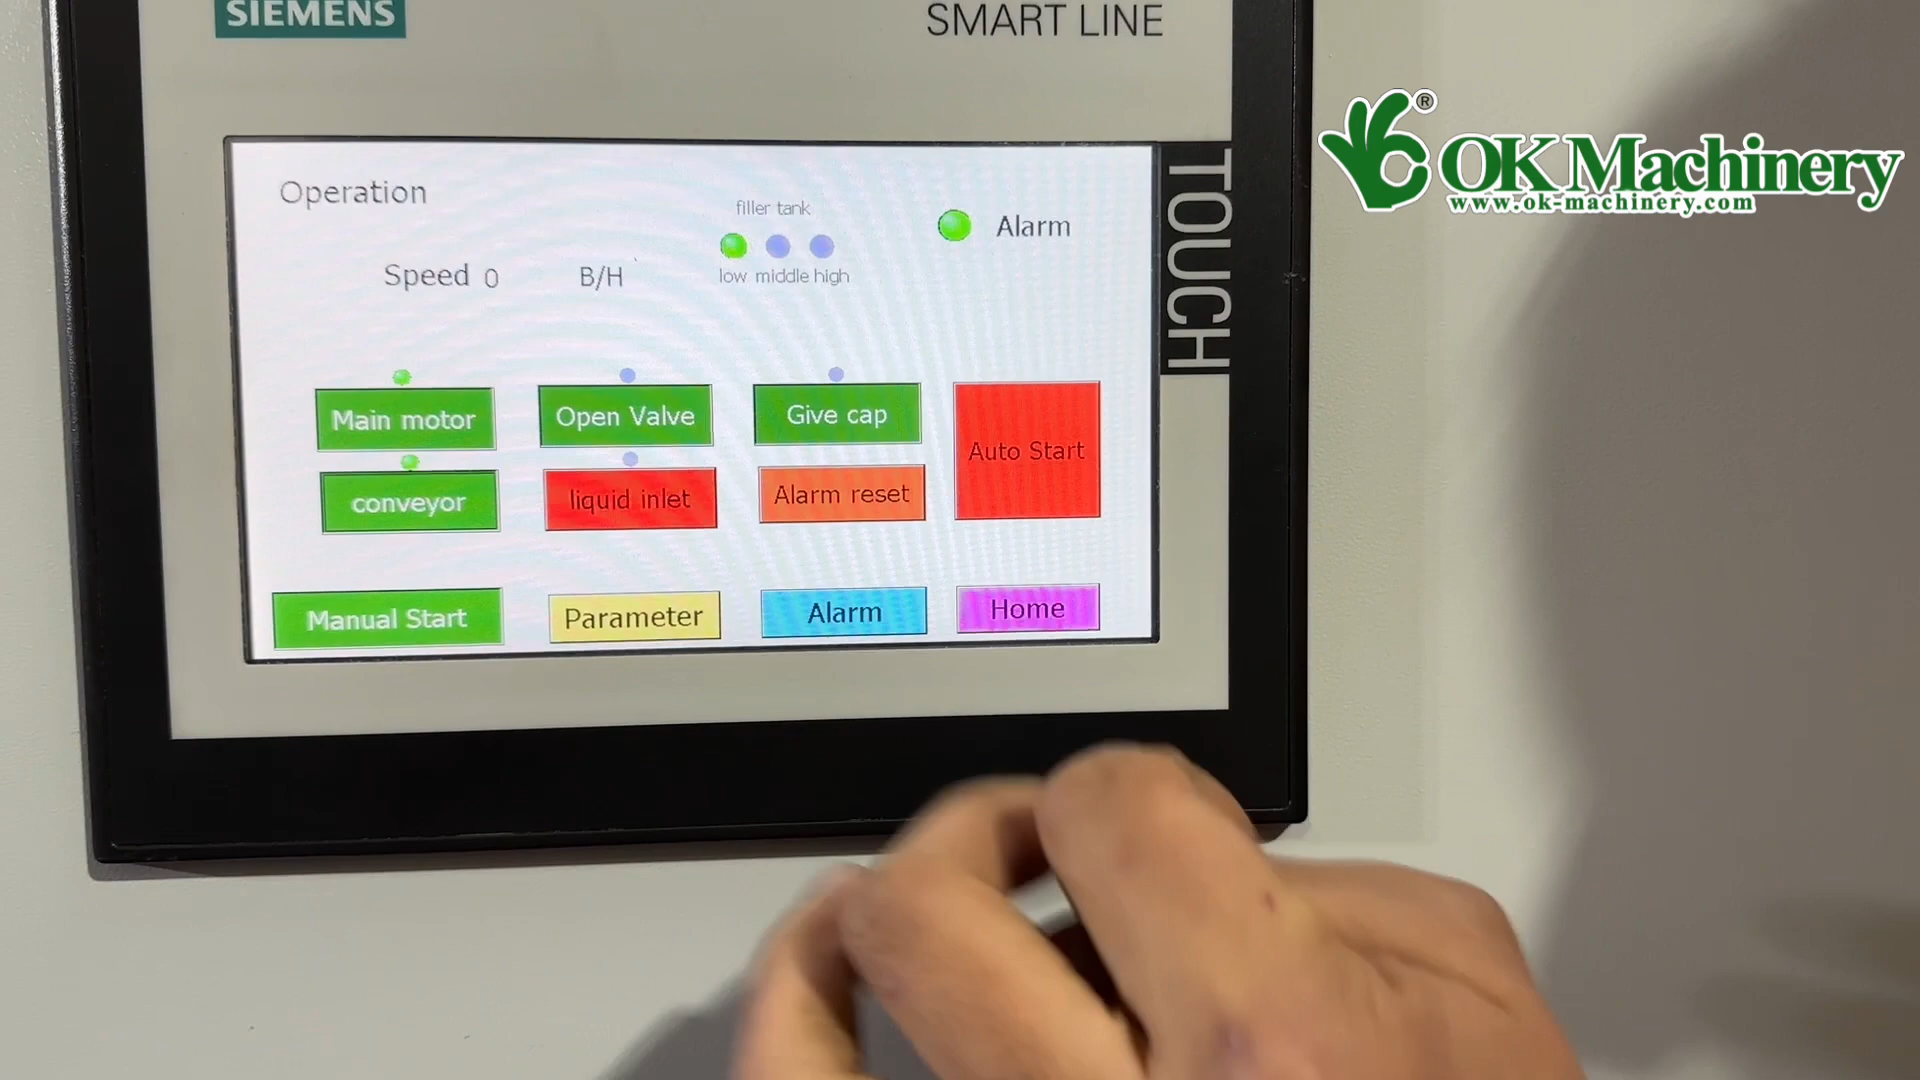 SIEMENS
SMART LINE
TOUCH
Operation
filler tank
low middle high
Alarm
Speed 0 B/H
Main motor
Open Valve
Give cap
Auto Start
conveyor
liquid inlet
Alarm reset
Manual Start
Parameter
Alarm
Home
OK Machinery ®
www.ok-machinery.com